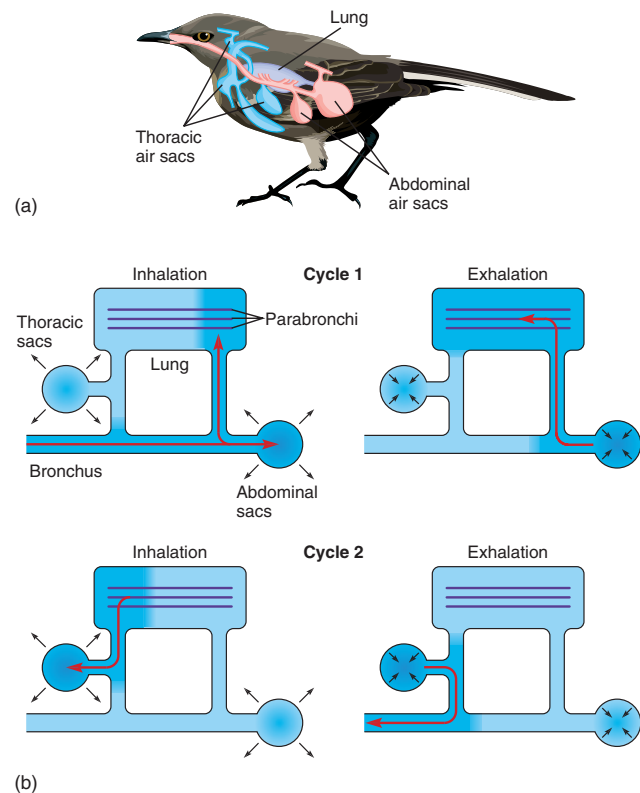 Lung
Thoracic
air sacs
Abdominal
air sacs
(a)
Inhalation
Cycle 1
Exhalation
Thoracic
sacs
Parabronchi
Lung
Bronchus
Abdominal
sacs
Inhalation
Cycle 2
Exhalation
(b)